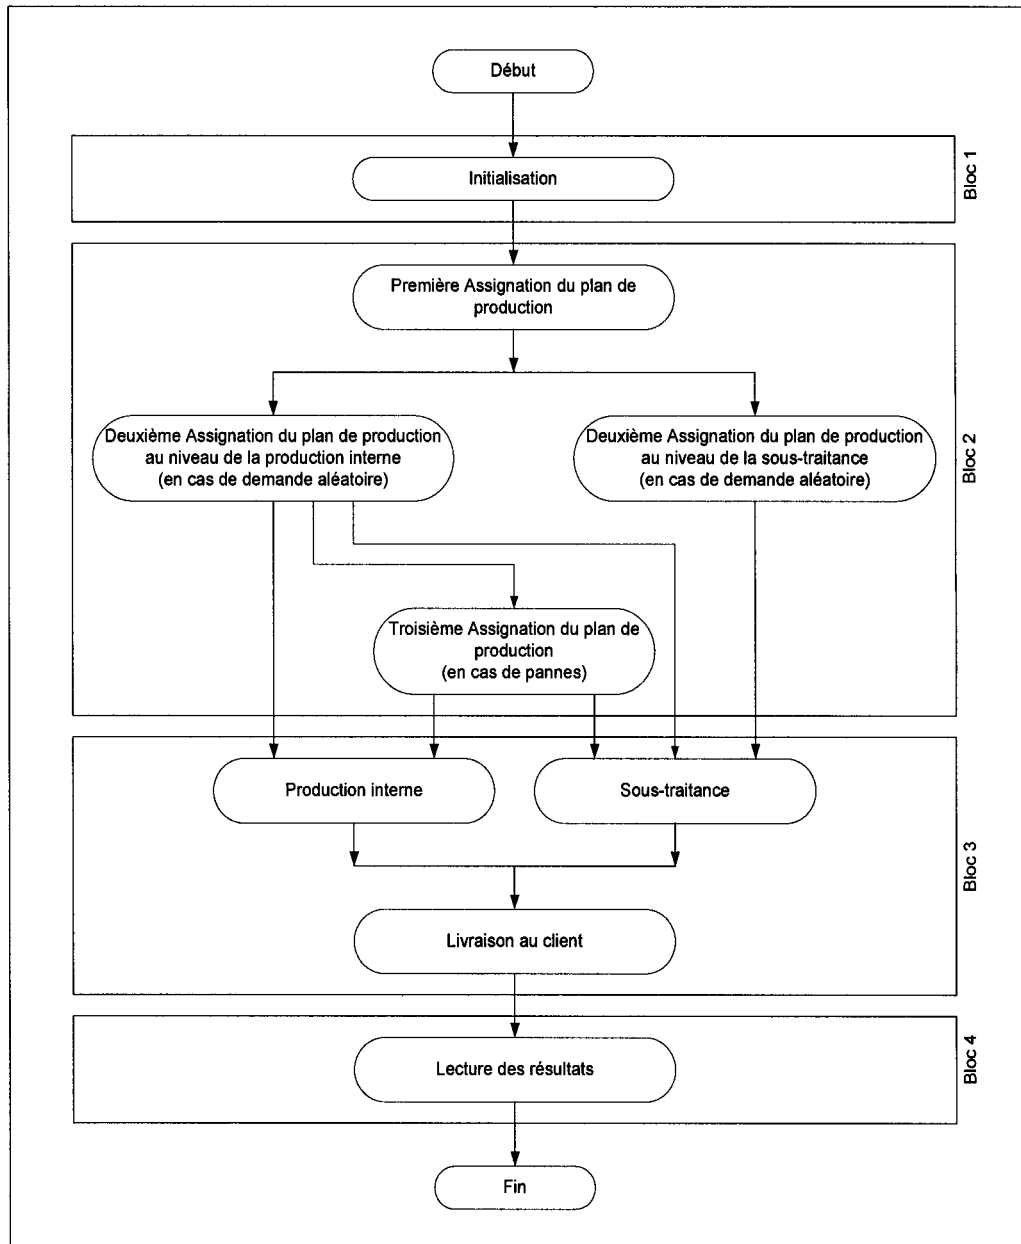 Début
Initialisation
Bloc 1
Première Assignation du plan de
production
Deuxième Assignation du plan de production
au niveau de la production interne
(en cas de demande aléatoire)
Deuxième Assignation du plan de production
au niveau de la sous-traitance
(en cas de demande aléatoire)
Bloc 2
Troisième Assignation du plan de
production
(en cas de pannes)
Production interne
Sous-traitance
Bloc 3
Livraison au client
Lecture des résultats
Bloc 4
Fin